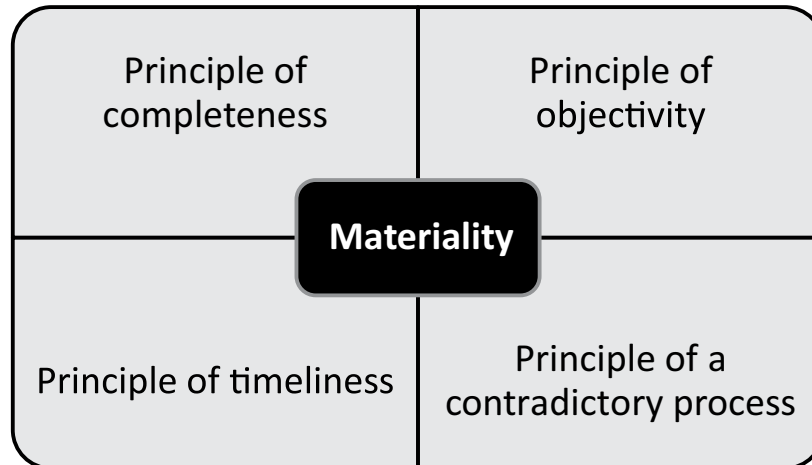 Principle of
completeness
Principle of
objectivity
Materiality
Principle of timeliness
Principle of a
contradictory process